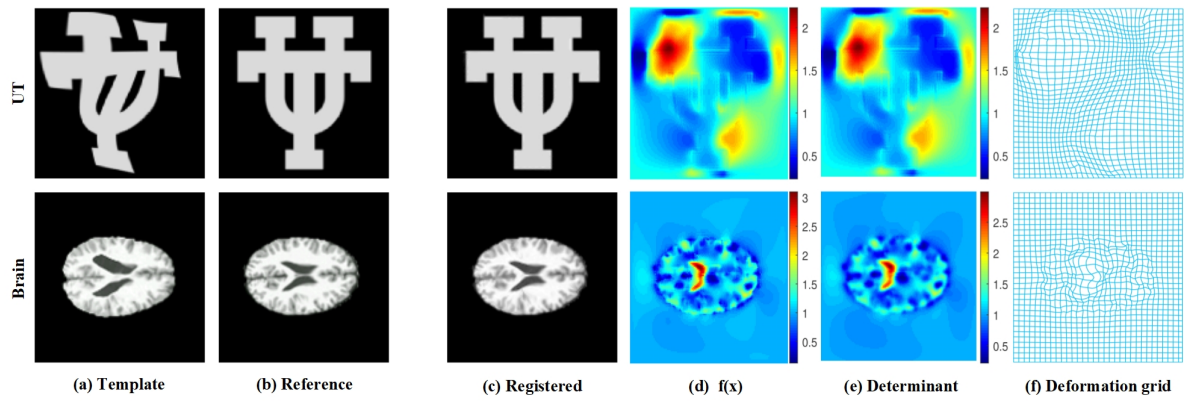 UT
2
1.5
1
0.5
2
1.5
1
0.5
Brain
3
2.5
2
1.5
1
0.5
2.5
2
1.5
1
0.5
(a) Template
(b) Reference
(c) Registered
(d) f(x)
(e) Determinant
(f) Deformation grid